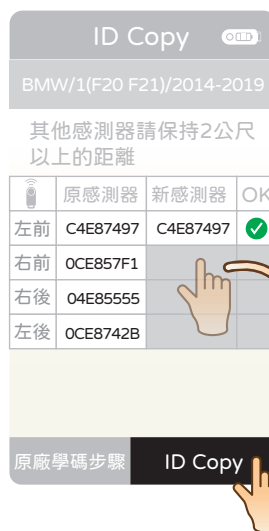 ID Copy
BMW/1(F20 F21)/2014-2019
其他感測器請保持2公尺
以上的距離
原感測器 新感測器 OK
左前 C4E87497 C4E87497
右前 0CE857F1
右後 04E85555
左後 0CE8742B
原廠學碼步驟 ID Copy